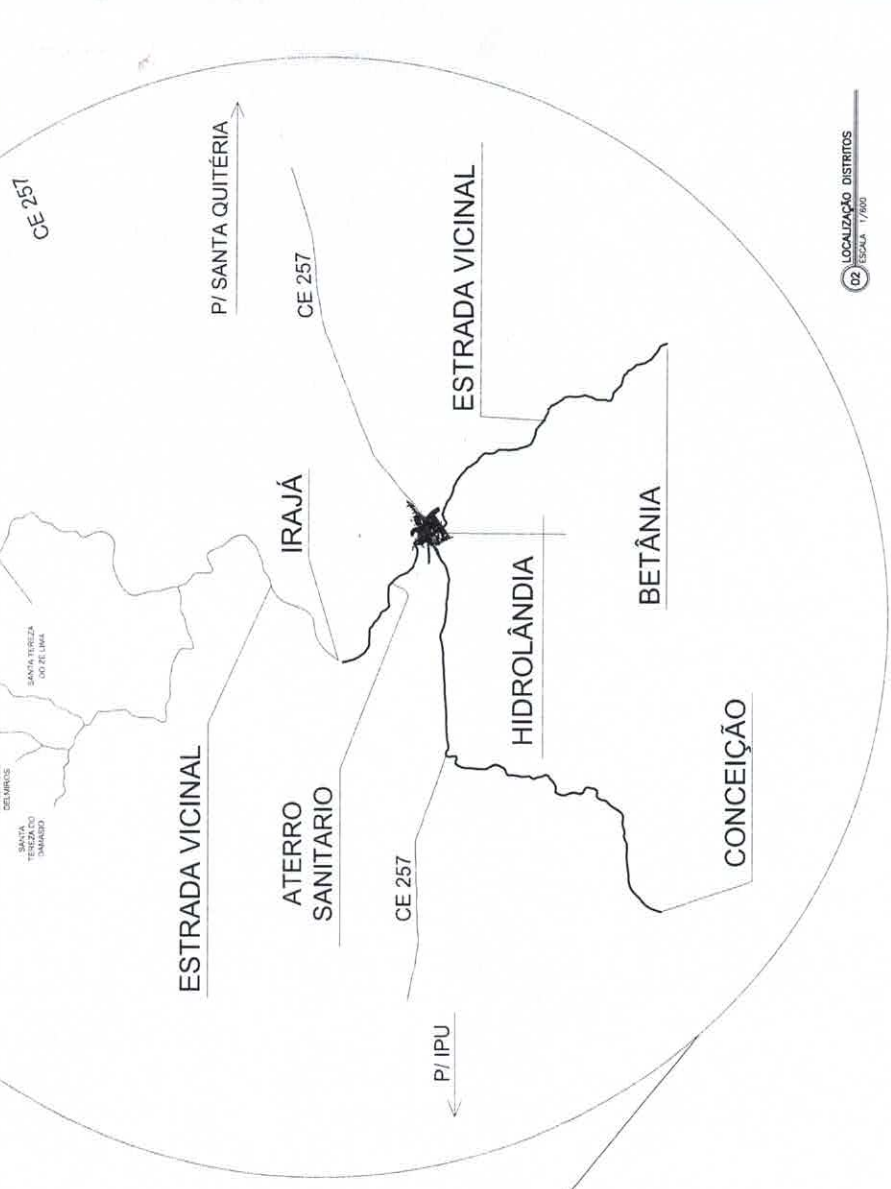 CE 257
SANTA TEREZA
DO ZE LIMA
DELMIROS
SANTA
TEREZA DO
DAMASIO
P/ SANTA QUITÉRIA
CE 257
IRAJÁ
ESTRADA VICINAL
ESTRADA VICINAL
ATERRO
SANITARIO
CE 257
P/ IPU
HIDROLÂNDIA
BETÂNIA
CONCEIÇÃO
02
LOCALIZAÇÃO DISTRITOS
ESCALA 1/600